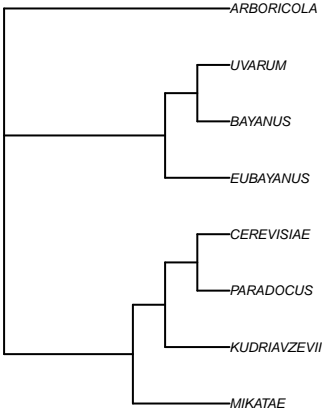 ARBORICOLA
UVARUM
BAYANUS
EUBAYANUS
CEREVISIAE
PARADOCUS
KUDRIAVZEVII
MIKATAE